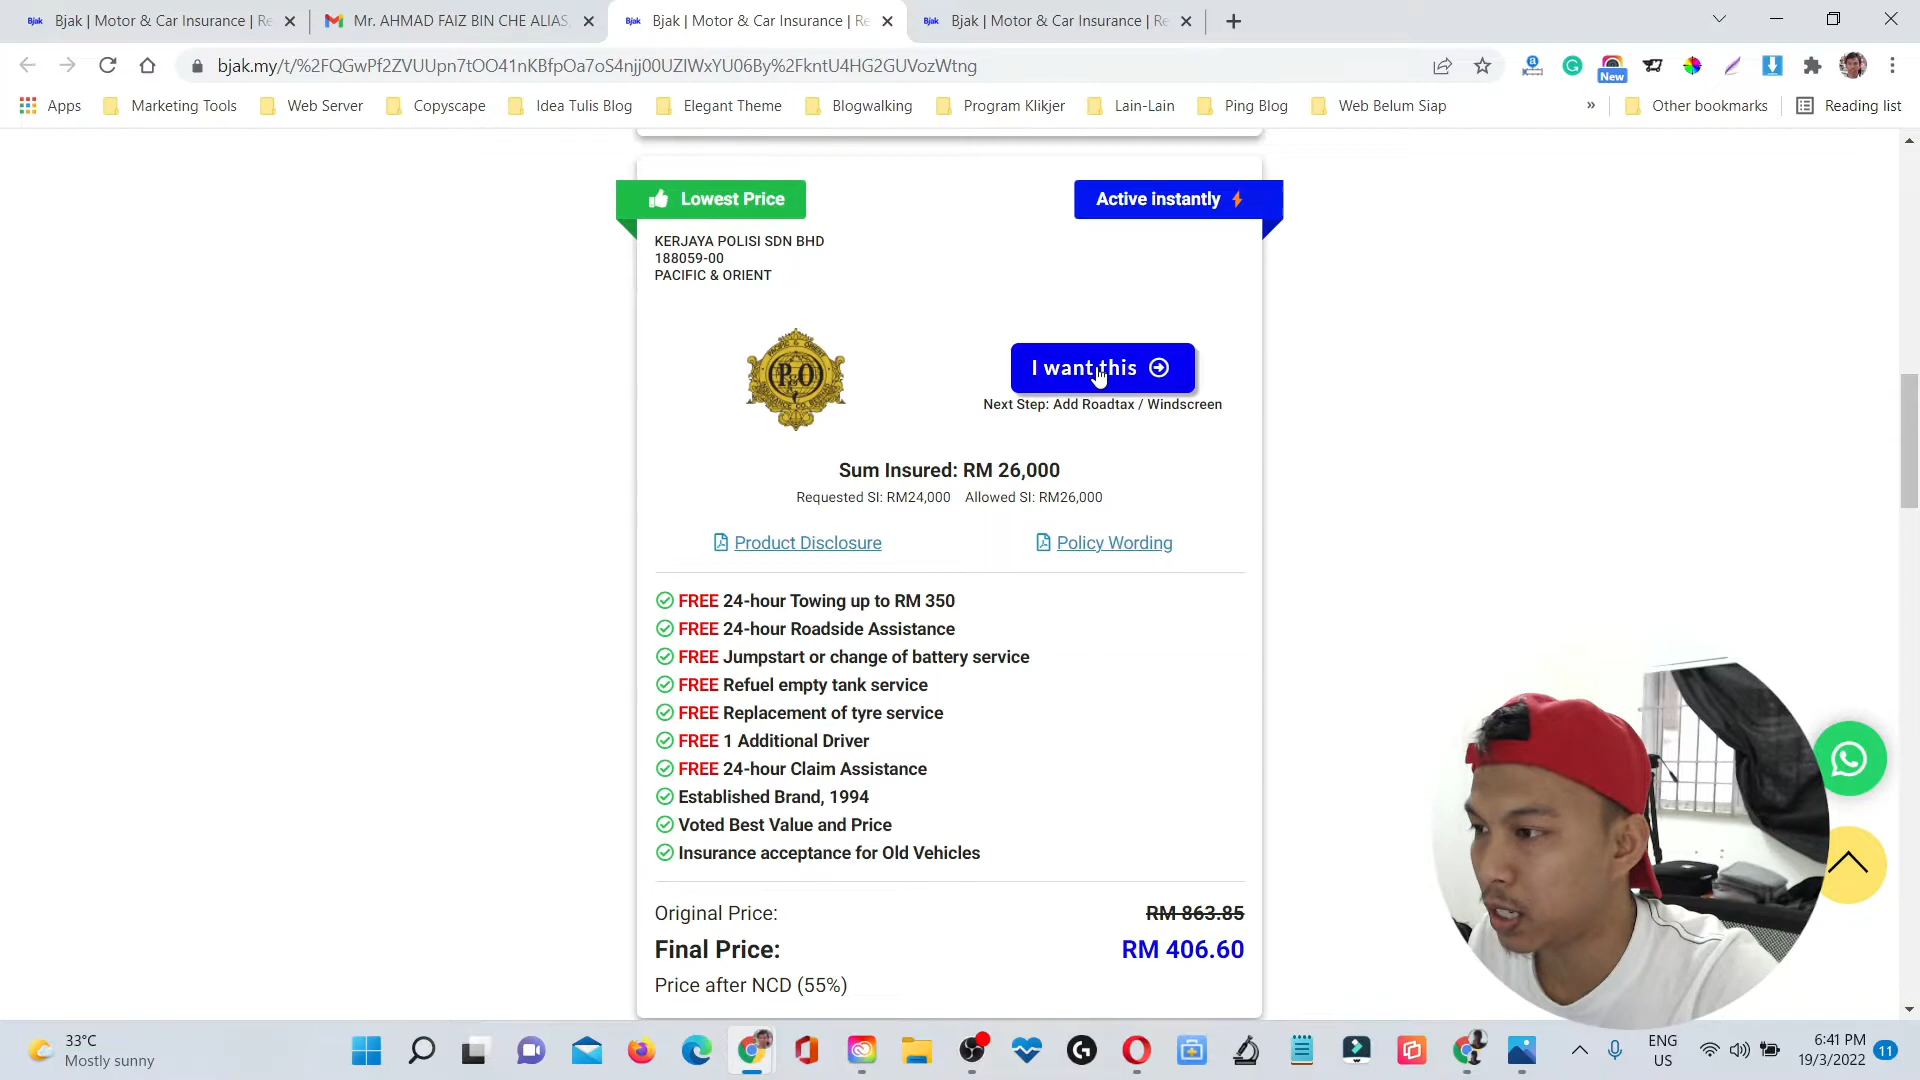 Bjak | Motor & Car Insurance | Re
Mr. AHMAD FAIZ BIN CHE ALIAS,
Bjak | Motor & Car Insurance | Re
Bjak | Motor & Car Insurance | Re
bjak.my/t/%2FQGwPf2ZVUUpn7tOO41nKBfpOa7oS4njj00UZIWxYU06By%2FkntU4HG2GUVozWtng
New
Apps
Marketing Tools
Web Server
Copyscape
Idea Tulis Blog
Elegant Theme
Blogwalking
Program Klikjer
Lain-Lain
Ping Blog
Web Belum Siap
»
Other bookmarks
Reading list
Lowest Price
Active instantly
KERJAYA POLISI SDN BHD
188059-00
PACIFIC & ORIENT
P&O
I want this
Next Step: Add Roadtax / Windscreen
Sum Insured: RM 26,000
Requested SI: RM24,000 Allowed SI: RM26,000
Product Disclosure
Policy Wording
FREE 24-hour Towing up to RM 350
FREE 24-hour Roadside Assistance
FREE Jumpstart or change of battery service
FREE Refuel empty tank service
FREE Replacement of tyre service
FREE 1 Additional Driver
FREE 24-hour Claim Assistance
Established Brand, 1994
Voted Best Value and Price
Insurance acceptance for Old Vehicles
Original Price: RM 863.85
Final Price: RM 406.60
Price after NCD (55%)
33°C
Mostly sunny
ENG
US
6:41 PM
19/3/2022
11